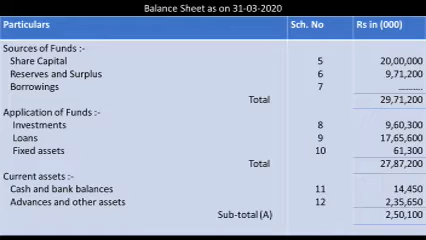 Balance Sheet as on 31-03-2020
Particulars Sch. No Rs in (000)
Sources of Funds :-
Share Capital 5 20,00,000
Reserves and Surplus 6 9,71,200
Borrowings 7 ..........
Total 29,71,200
Application of Funds :-
Investments 8 9,60,300
Loans 9 17,65,600
Fixed assets 10 61,300
Total 27,87,200
Current assets :-
Cash and bank balances 11 14,450
Advances and other assets 12 2,35,650
Sub-total (A) 2,50,100